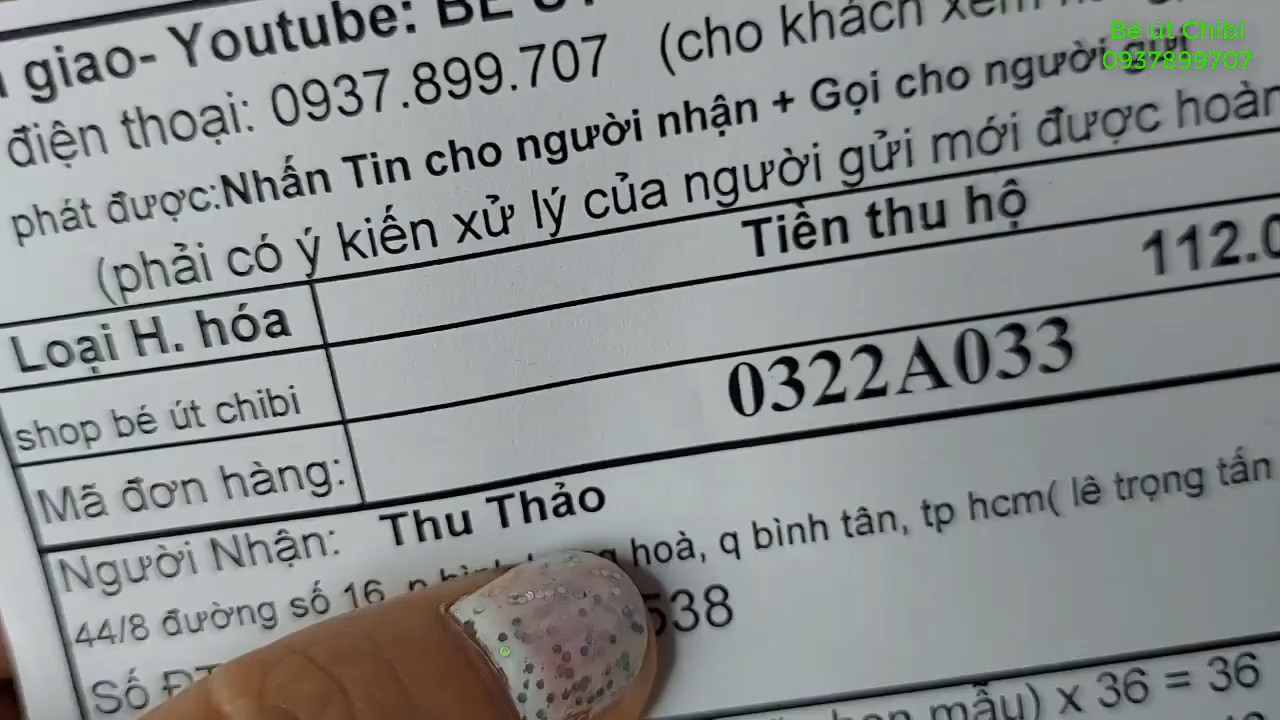 giao- Youtube: BÉ
điện thoại: 0937.899.707 (cho khách xem
phát được:Nhắn Tin cho người nhận + Gọi cho người gửi
(phải có ý kiến xử lý của người gửi mới được hoàn
Tiền thu hộ
Loại H. hóa
112.0
shop bé út chibi
0322A033
Mã đơn hàng:
Người Nhận: Thu Thảo
44/8 đường số 16, hoà, q bình tân, tp hcm( lê trọng tấn
Số ĐT 538
mẫu) x 36 = 36
Bé út Chibi
0937899707